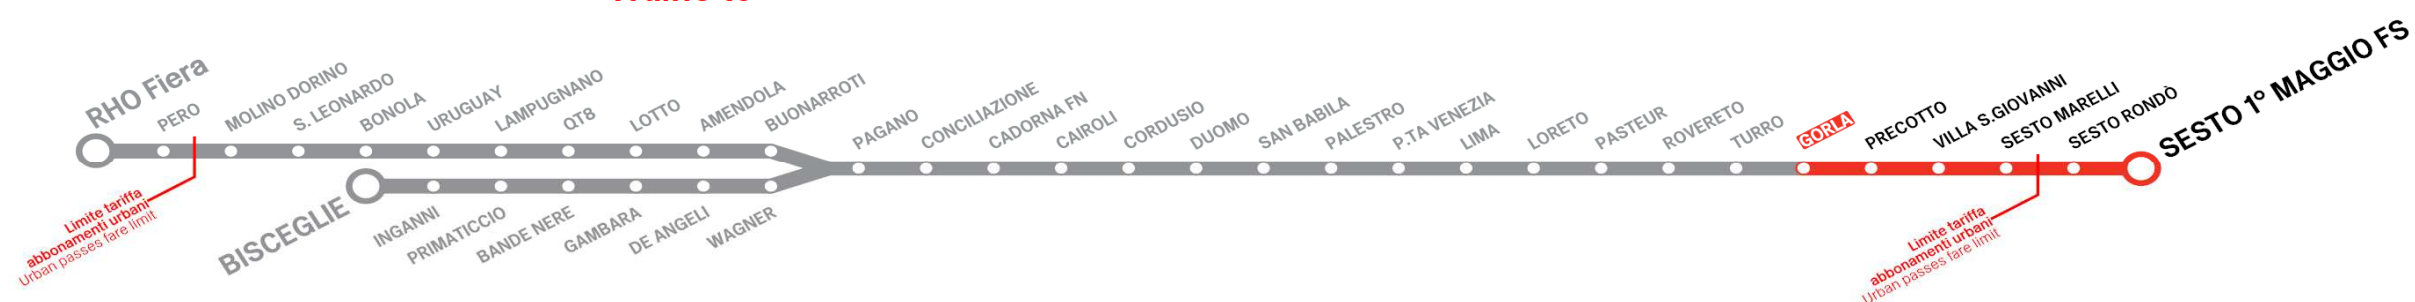 RHO Fiera
PERO
MOLINO DORINO
S. LEONARDO
BONOLA
URUGUAY
LAMPUGNANO
QT8
LOTTO
AMENDOLA
BUONARROTI
PAGANO
CONCILIAZIONE
CADORNA FN
CAIROLI
CORDUSIO
DUOMO
SAN BABILA
PALESTRO
P.TA VENEZIA
LIMA
LORETO
PASTEUR
ROVERETO
TURRO
GORLA
PRECOTTO
VILLA S.GIOVANNI
SESTO MARELLI
SESTO RONDÒ
SESTO 1° MAGGIO FS
Limite tariffa
abbonamenti urbani
Urban passes fare limit
BISCEGLIE
INGANNI
PRIMATICCIO
BANDE NERE
GAMBARA
DE ANGELI
WAGNER
Limite tariffa
abbonamenti urbani
Urban passes fare limit